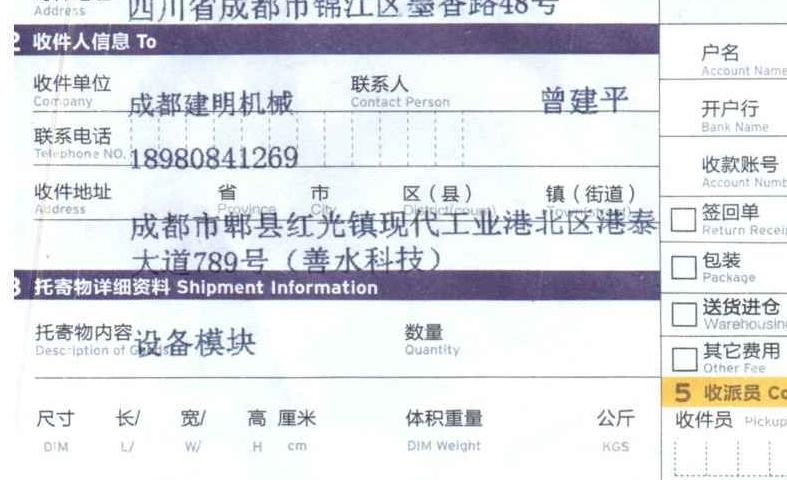 Address 四川省成都市锦江区墨香路48号
2 收件人信息 To
收件单位 成都建明机械 联系人 曾建平
Company Contact Person
联系电话 18980841269
Telephone NO.
收件地址 省 市 区（县） 镇（街道）
Address Province City District(county)
成都市郫县红光镇现代工业港北区港泰
大道789号（善水科技）
3 托寄物详细资料 Shipment Information
托寄物内容 设备模块 数量
Description of Goods Quantity
尺寸 长/ 宽/ 高 厘米 体积重量 公斤
DIM L/ W/ H cm DIM Weight KGS
户名
Account Name
开户行
Bank Name
收款账号
Account Numb
签回单
Return Receip
包装
Package
送货进仓
Warehousing
其它费用
Other Fee
5 收派员 Co
收件员 Pickup